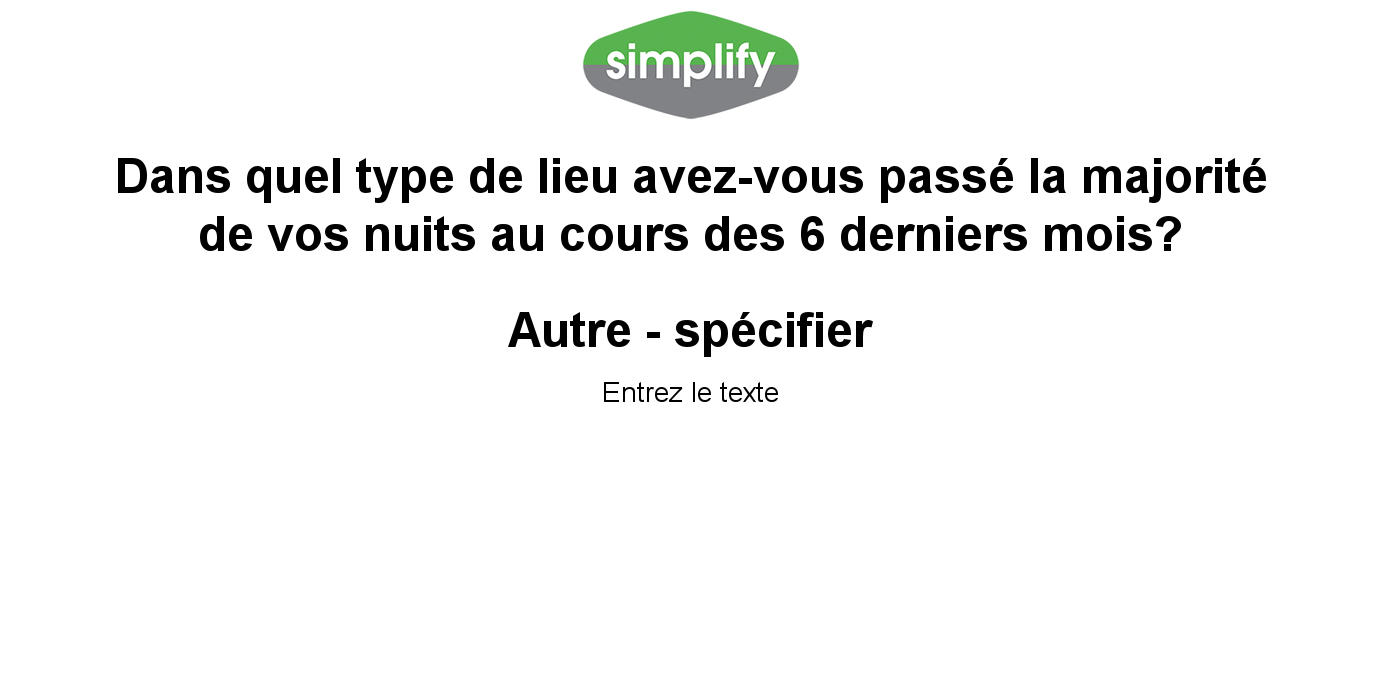 simplify
Dans quel type de lieu avez-vous passé la majorité
de vos nuits au cours des 6 derniers mois?
Autre - spécifier
Entrez le texte